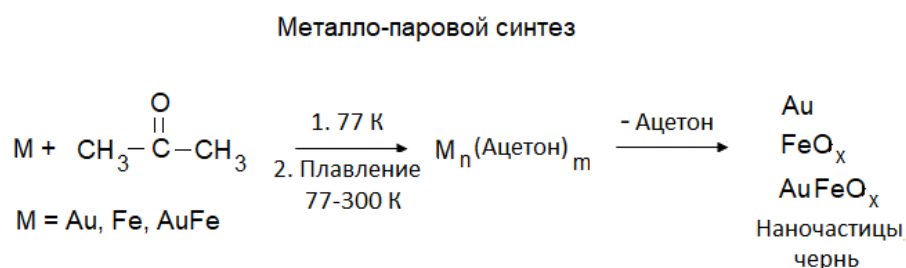 Металло-паровой синтез
O
M + CH3–C–CH3
1. 77 К
2. Плавление
77-300 К
Mn(Ацетон)m
- Ацетон
Au
FeOx
AuFeOx
M = Au, Fe, AuFe
Наночастицы,
чернь